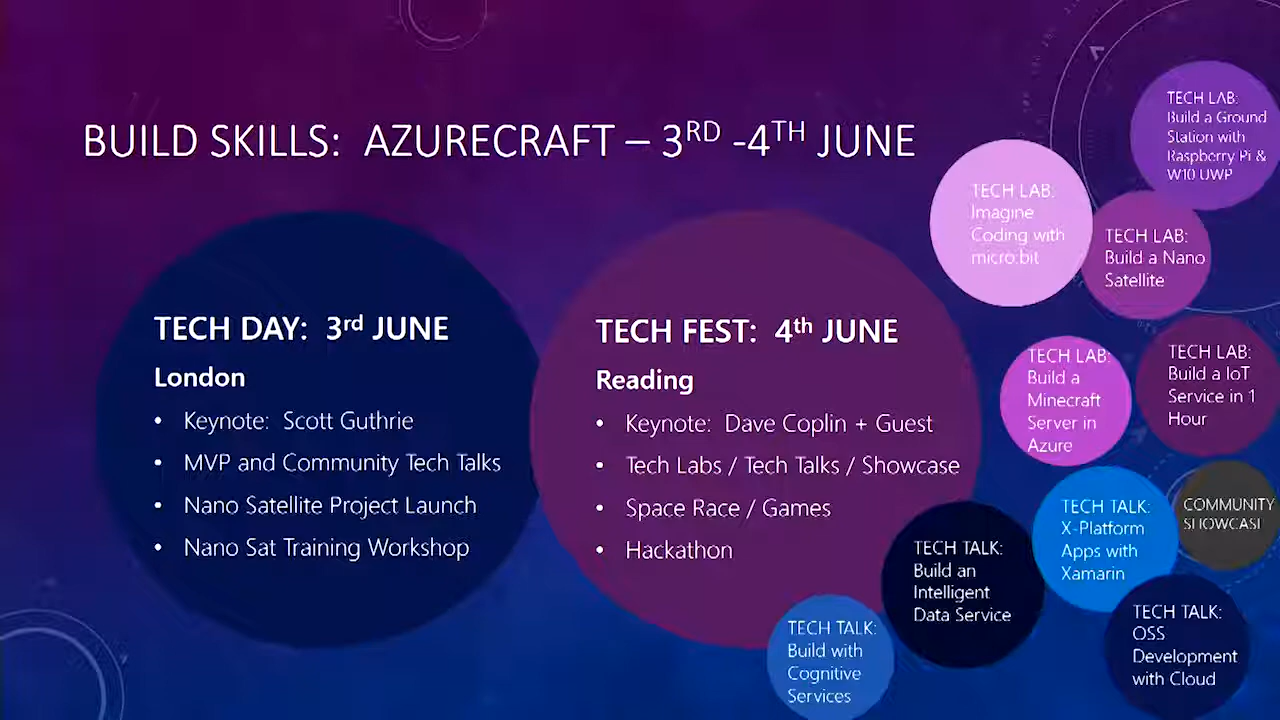 BUILD SKILLS: AZURECRAFT – 3RD -4TH JUNE
TECH DAY: 3rd JUNE
London
• Keynote: Scott Guthrie
• MVP and Community Tech Talks
• Nano Satellite Project Launch
• Nano Sat Training Workshop
TECH FEST: 4th JUNE
Reading
• Keynote: Dave Coplin + Guest
• Tech Labs / Tech Talks / Showcase
• Space Race / Games
• Hackathon
TECH LAB:
Build a Ground
Station with
Raspberry Pi &
W10 UWP
TECH LAB:
Imagine
Coding with
micro:bit
TECH LAB:
Build a Nano
Satellite
TECH LAB:
Build a
Minecraft
Server in
Azure
TECH LAB:
Build a IoT
Service in 1
Hour
TECH TALK:
X-Platform
Apps with
Xamarin
COMMUNITY
SHOWCASE
TECH TALK:
Build an
Intelligent
Data Service
TECH TALK:
OSS
Development
with Cloud
TECH TALK:
Build with
Cognitive
Services